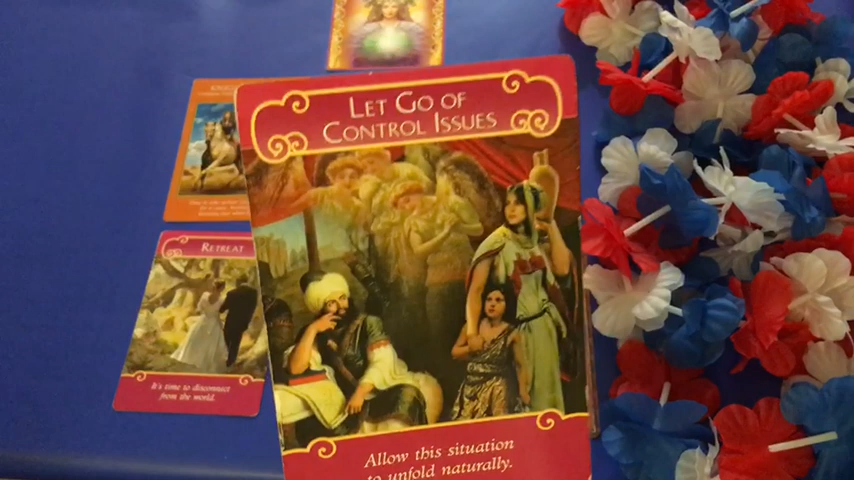 LET GO OF
CONTROL ISSUES
RETREAT
It's time to disconnect
from the world.
Allow this situation
to unfold naturally.